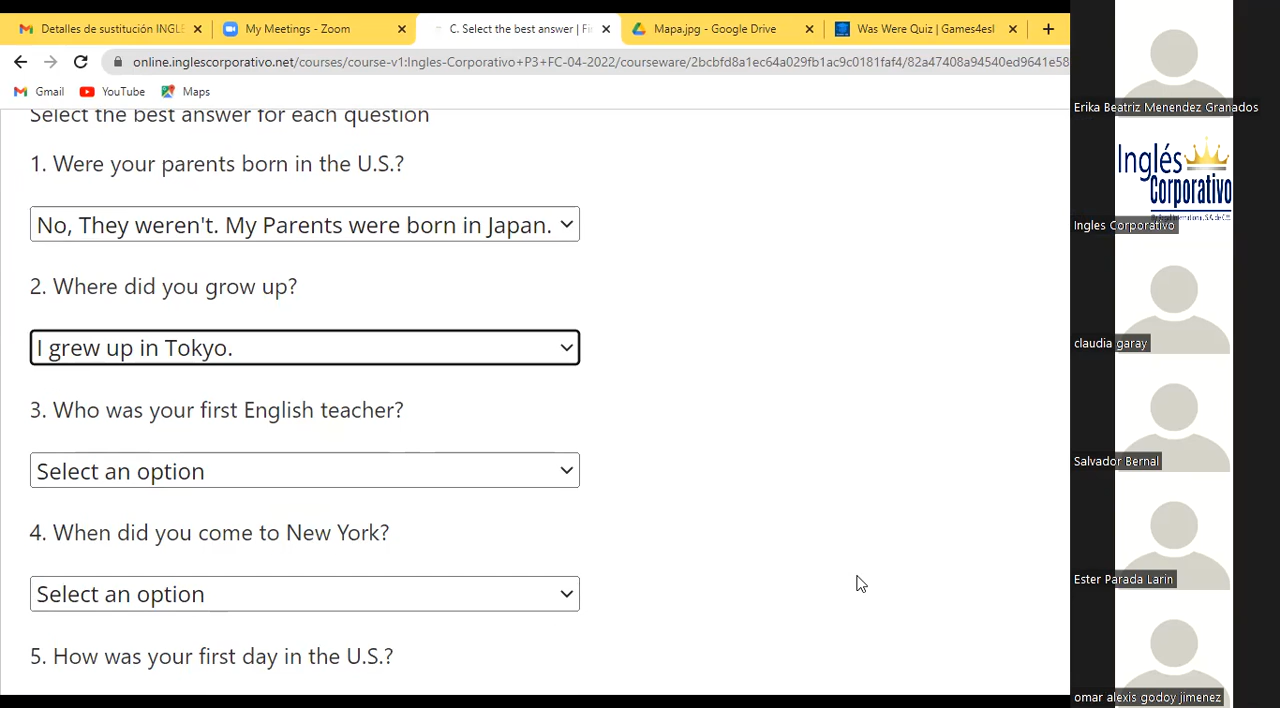 Detalles de sustitución INGLE
My Meetings - Zoom
C. Select the best answer | Fi
Mapa.jpg - Google Drive
Was Were Quiz | Games4esl
online.inglescorporativo.net/courses/course-v1:Ingles-Corporativo+P3+FC-04-2022/courseware/2bcbfd8a1ec64a029fb1ac9c0181faf4/82a47408a94540ed9641e58
Gmail YouTube Maps
Select the best answer for each question
1. Were your parents born in the U.S.?
No, They weren't. My Parents were born in Japan.
2. Where did you grow up?
I grew up in Tokyo.
3. Who was your first English teacher?
Select an option
4. When did you come to New York?
Select an option
5. How was your first day in the U.S.?
Erika Beatriz Menendez Granados
Inglés
Corporativo
Ingles Corporativo
claudia garay
Salvador Bernal
Ester Parada Larin
omar alexis godoy jimenez